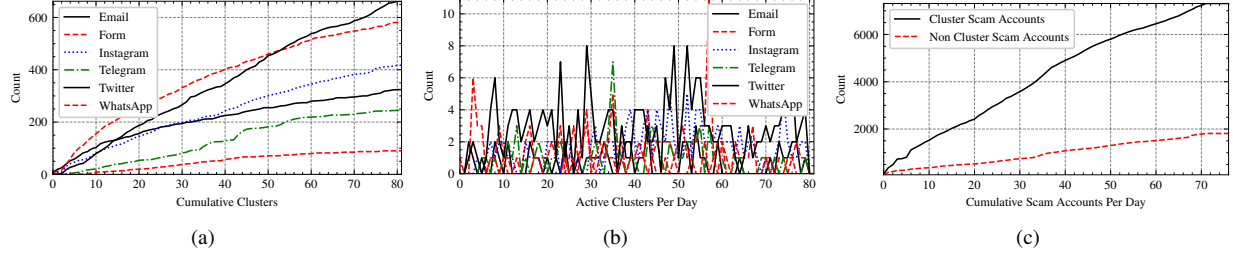 600
400
200
0
Count
Email
Form
Instagram
Telegram
Twitter
WhatsApp
0 10 20 30 40 50 60 70 80
Cumulative Clusters
(a)
10
8
6
4
2
0
Count
Email
Form
Instagram
Telegram
Twitter
WhatsApp
0 10 20 30 40 50 60 70 80
Active Clusters Per Day
(b)
6000
4000
2000
Count
Cluster Scam Accounts
Non Cluster Scam Accounts
0 10 20 30 40 50 60 70
Cumulative Scam Accounts Per Day
(c)